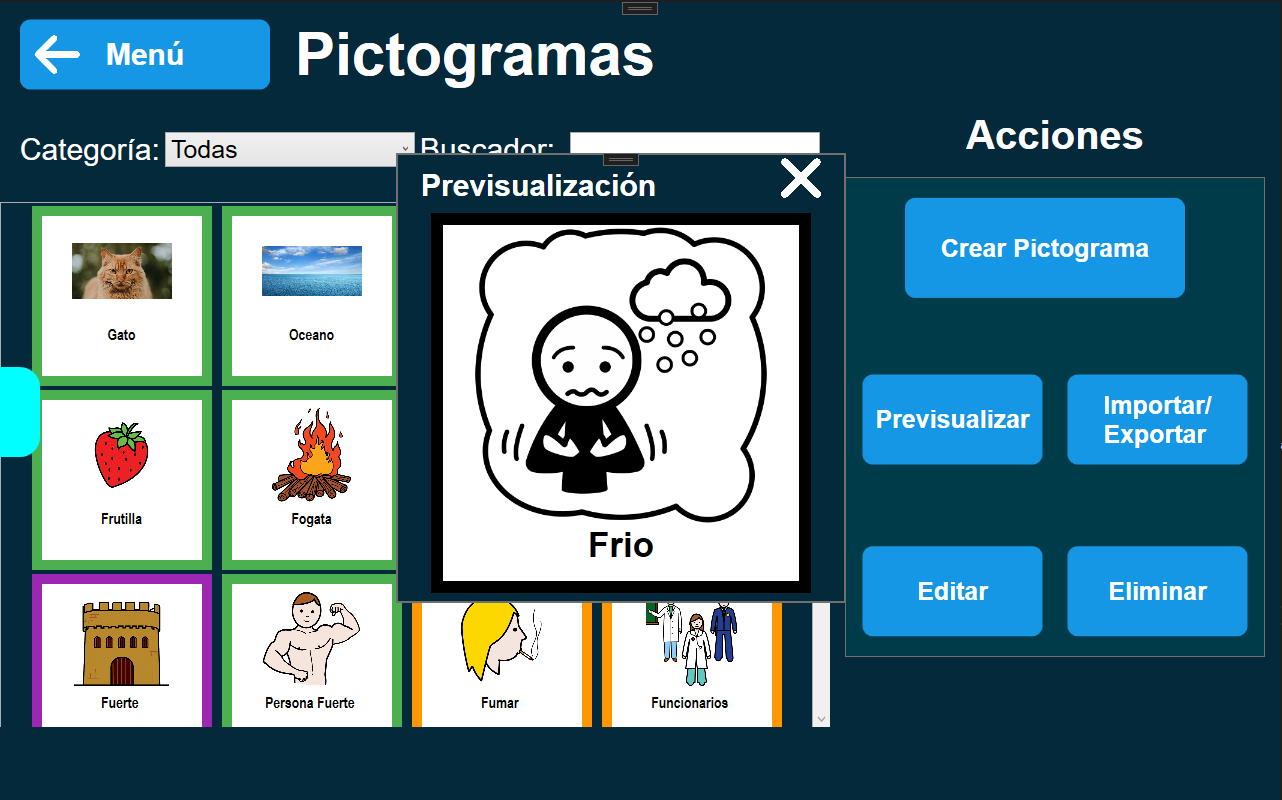 Menú
Pictogramas
Categoría:
Todas
Buscador:
Acciones
Previsualización
Frio
Gato
Oceano
Frutilla
Fogata
Fuerte
Persona Fuerte
Fumar
Funcionarios
Crear Pictograma
Previsualizar
Importar/
Exportar
Editar
Eliminar